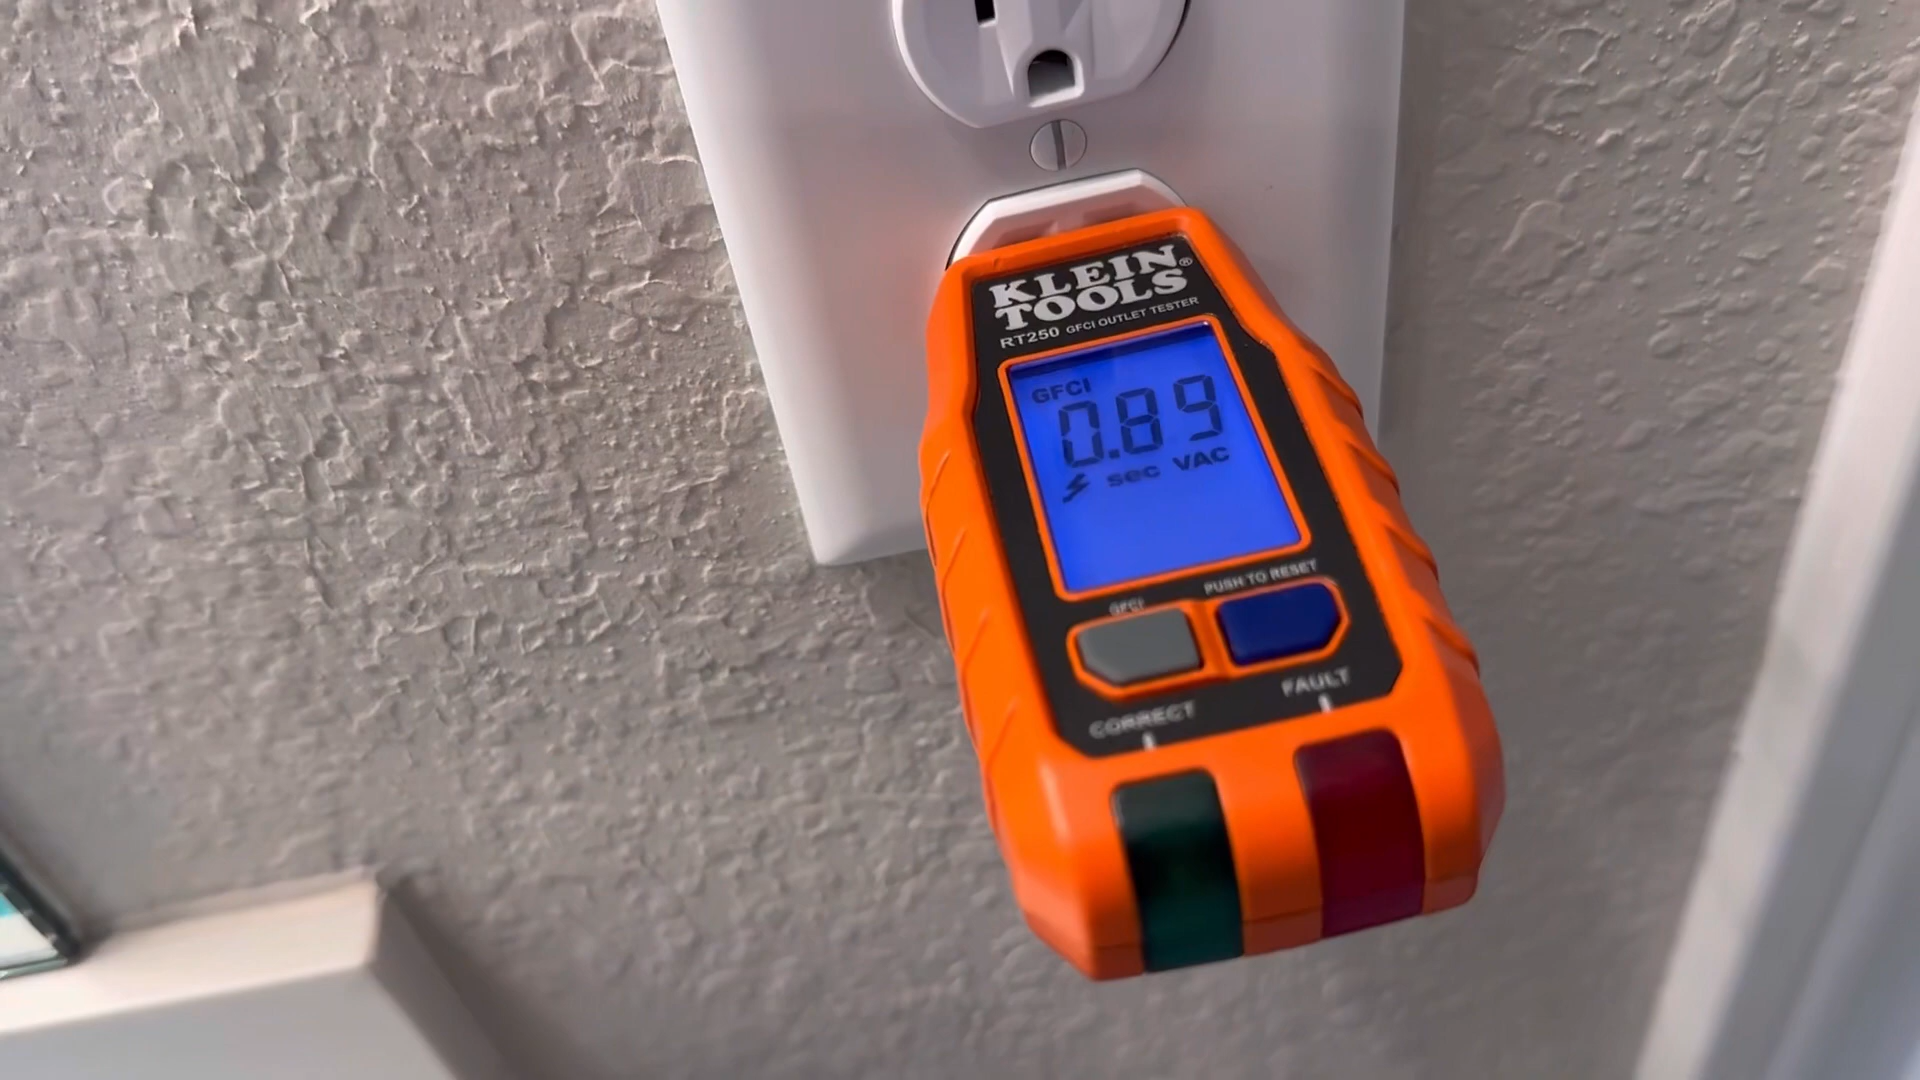 KLEIN
TOOLS®
RT250 GFCI OUTLET TESTER
GFCI
0.89
sec VAC
GFCI
PUSH TO RESET
CORRECT
FAULT